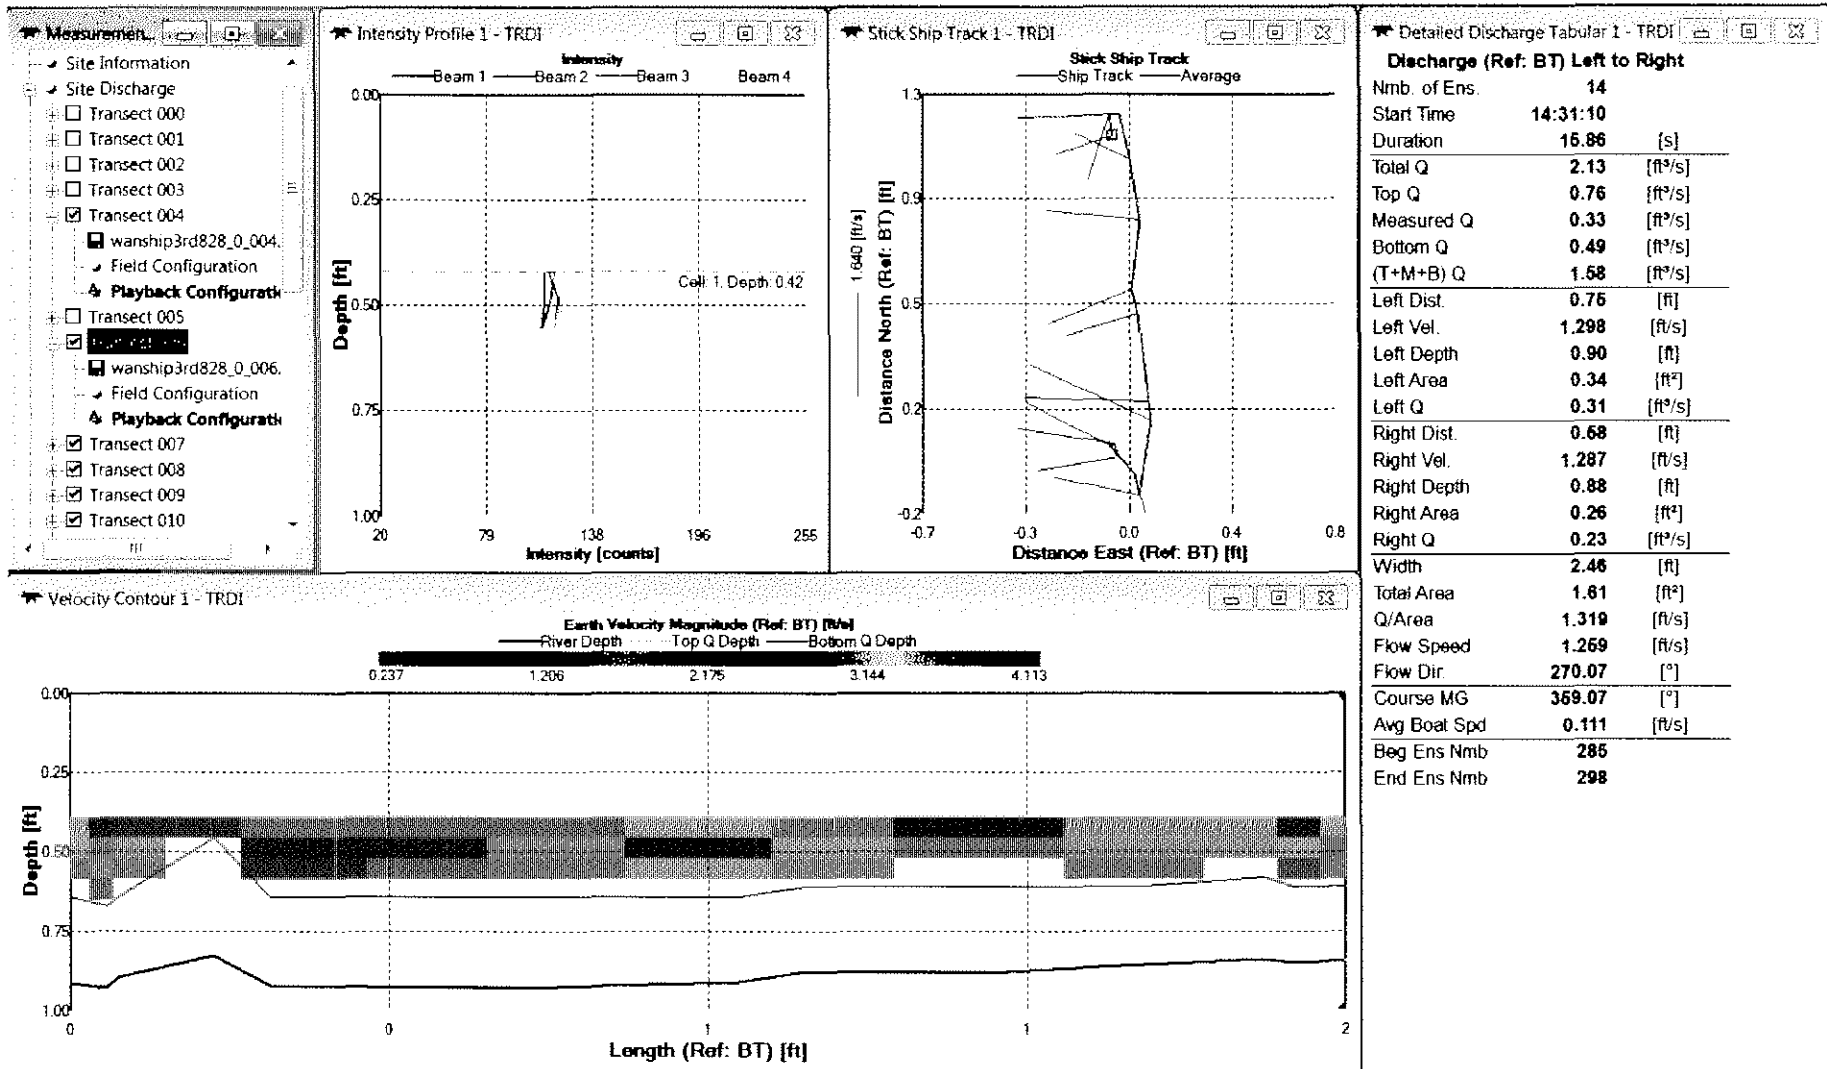 Measuremen...
Site Information
Site Discharge
Transect 000
Transect 001
Transect 002
Transect 003
Transect 004
wanship3rd828_0_004.
Field Configuration
Playback Configurati
Transect 005
wanship3rd828_0_006.
Field Configuration
Playback Configurati
Transect 007
Transect 008
Transect 009
Transect 010
Intensity Profile 1 - TRDI
Intensity
Beam 1 Beam 2 Beam 3 Beam 4
0.00
0.25
0.50
0.75
1.00
Depth [ft]
Cell: 1, Depth: 0.42
20 79 138 196 255
Intensity [counts]
Stick Ship Track 1 - TRDI
Stick Ship Track
Ship Track Average
1.3
0.9
0.5
0.2
-0.2
1.640 [ft/s]
Distance North (Ref: BT) [ft]
-0.7 -0.3 0.0 0.4 0.8
Distance East (Ref: BT) [ft]
Detailed Discharge Tabular 1 - TRDI
Discharge (Ref: BT) Left to Right
Nmb. of Ens. 14
Start Time 14:31:10
Duration 15.86 [s]
Total Q 2.13 [ft³/s]
Top Q 0.76 [ft³/s]
Measured Q 0.33 [ft³/s]
Bottom Q 0.49 [ft³/s]
(T+M+B) Q 1.58 [ft³/s]
Left Dist. 0.75 [ft]
Left Vel. 1.298 [ft/s]
Left Depth 0.90 [ft]
Left Area 0.34 [ft²]
Left Q 0.31 [ft³/s]
Right Dist. 0.58 [ft]
Right Vel. 1.287 [ft/s]
Right Depth 0.88 [ft]
Right Area 0.26 [ft²]
Right Q 0.23 [ft³/s]
Width 2.46 [ft]
Total Area 1.61 [ft²]
Q/Area 1.319 [ft/s]
Flow Speed 1.259 [ft/s]
Flow Dir. 270.07 [°]
Course MG 359.07 [°]
Avg Boat Spd 0.111 [ft/s]
Beg Ens Nmb 285
End Ens Nmb 298
Velocity Contour 1 - TRDI
Earth Velocity Magnitude (Ref: BT) [ft/s]
River Depth Top Q Depth Bottom Q Depth
0.237 1.206 2.175 3.144 4.113
0.00
0.25
0.50
0.75
1.00
Depth [ft]
0 0 1 1 2
Length (Ref: BT) [ft]